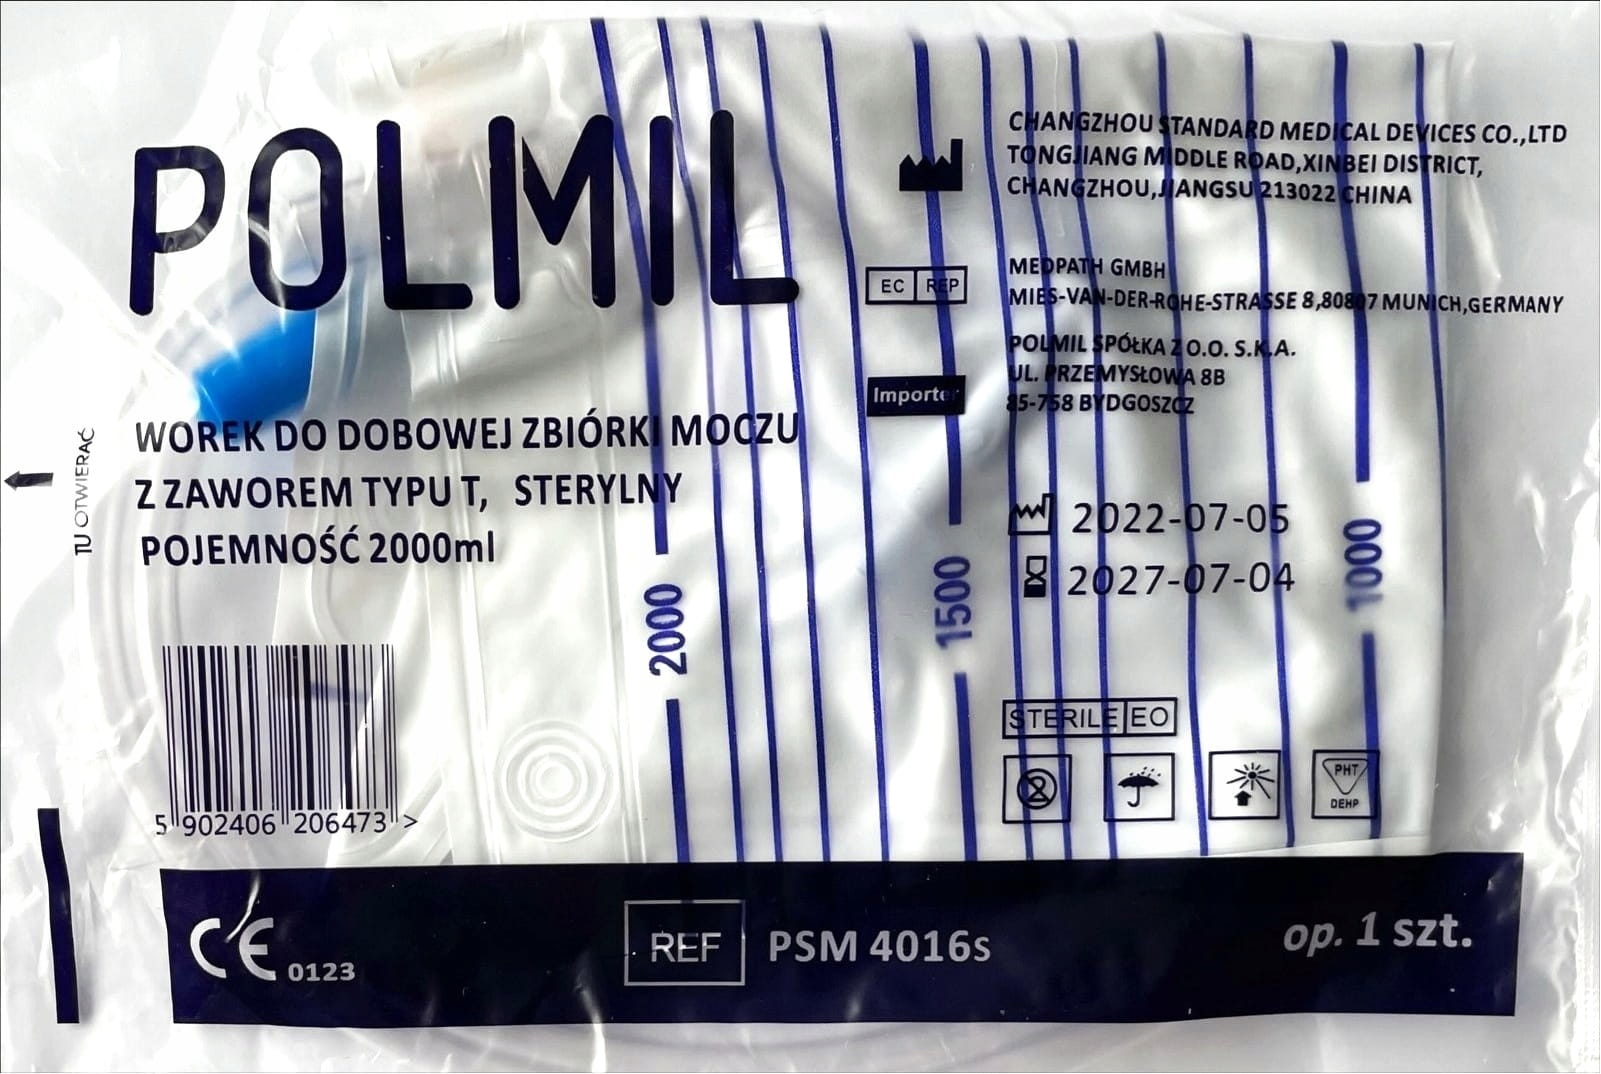 POLMIL
WOREK DO DOBOWEJ ZBIÓRKI MOCZU
Z ZAWOREM TYPU T, STERYLNY
POJEMNOŚĆ 2000ml
TU OTWIERAĆ
5 902406 206473 >
CHANGZHOU STANDARD MEDICAL DEVICES CO.,LTD
TONGJIANG MIDDLE ROAD,XINBEI DISTRICT,
CHANGZHOU,JIANGSU 213022 CHINA
EC REP
MEDPATH GMBH
MIES-VAN-DER-ROHE-STRASSE 8,80807 MUNICH,GERMANY
Importer
POLMIL SPÓŁKA Z O.O. S.K.A.
UL. PRZEMYSŁOWA 8B
85-758 BYDGOSZCZ
2022-07-05
2027-07-04
2000
1500
1000
STERILE EO
2
PHT
DEHP
CE 0123
REF PSM 4016s
op. 1 szt.